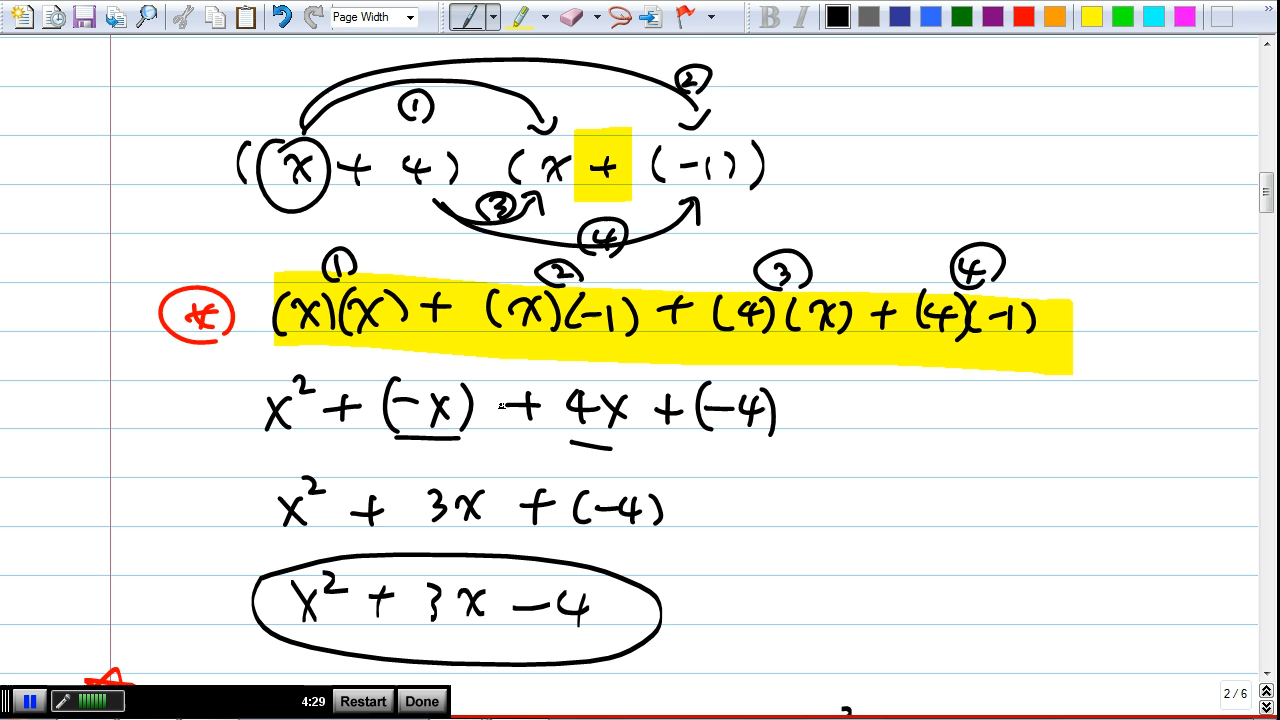 Page Width
B I
① ②
(x + 4) (x + (-1))
③ ④
① ② ③ ④
* (x)(x) + (x)(-1) + (4)(x) + (4)(-1)
x² + (-x) + 4x + (-4)
x² + 3x + (-4)
x² + 3x - 4
4:29 Restart Done
2 / 6